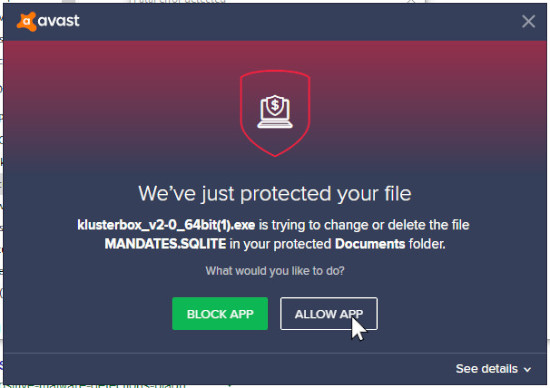 avast
We've just protected your file
klusterbox_v2-0_64bit(1).exe is trying to change or delete the file
MANDATES.SQLITE in your protected Documents folder.
What would you like to do?
BLOCK APP
ALLOW APP
See details